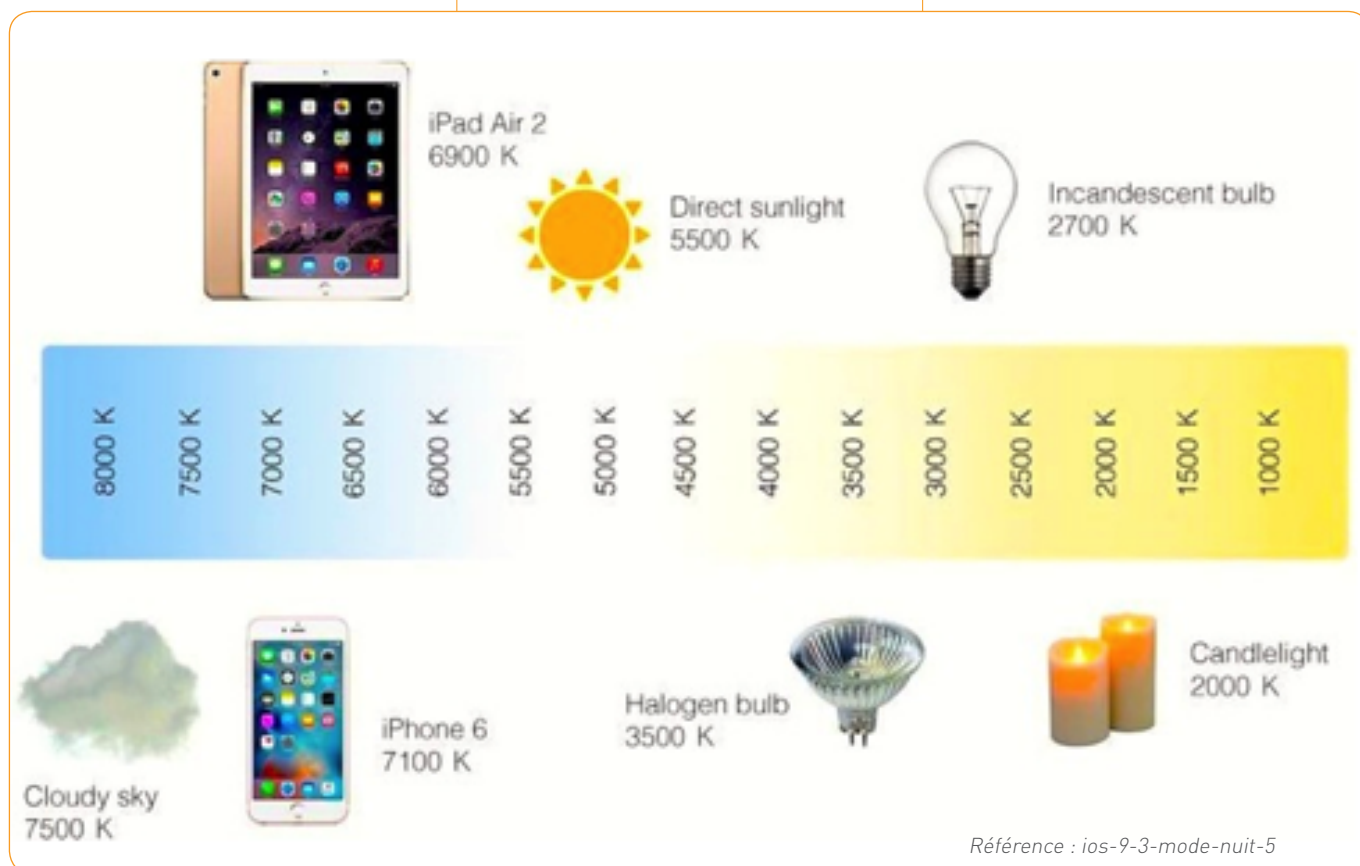 iPad Air 2
6900 K
Direct sunlight
5500 K
Incandescent bulb
2700 K
8000 K
7500 K
7000 K
6500 K
6000 K
5500 K
5000 K
4500 K
4000 K
3500 K
3000 K
2500 K
2000 K
1500 K
1000 K
Cloudy sky
7500 K
iPhone 6
7100 K
Halogen bulb
3500 K
Candlelight
2000 K
Référence : ios-9-3-mode-nuit-5